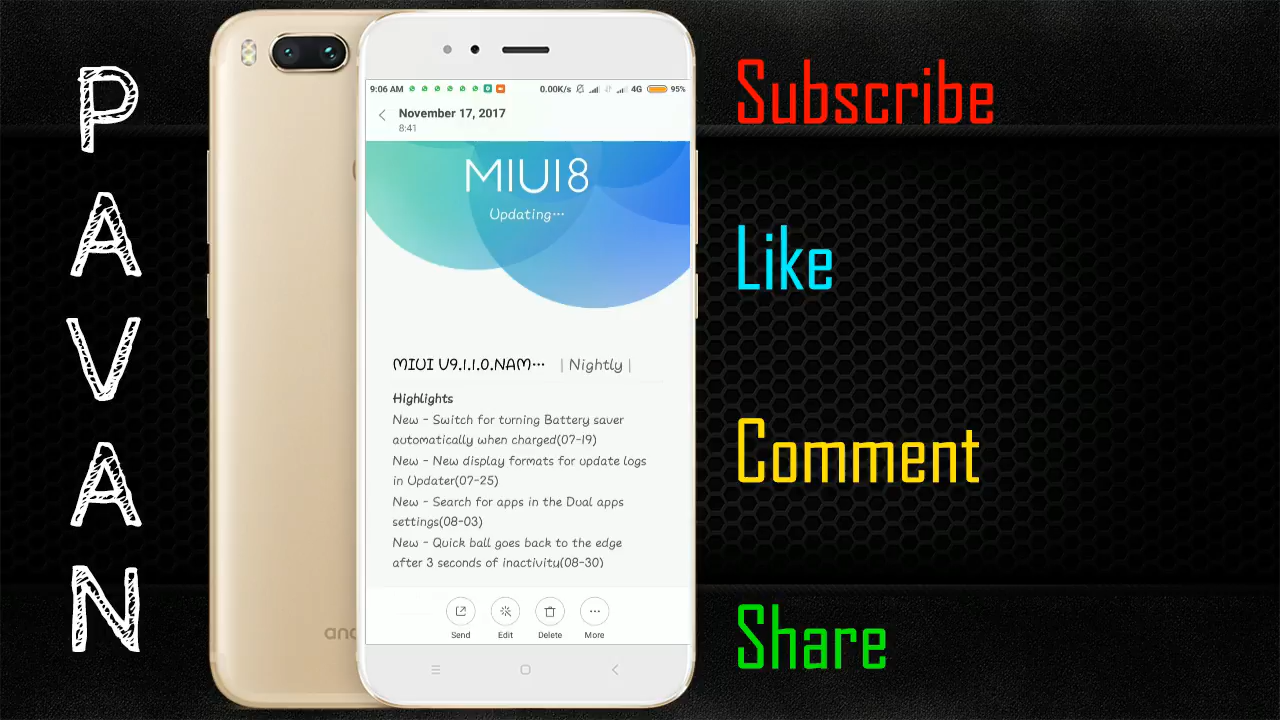 PAVAN
9:06 AM
0.00K/s
4G
95%
November 17, 2017
8:41
MIUI8
Updating...
MIUI V9.1.1.0.NAM... | Nightly |
Highlights
New - Switch for turning Battery saver
automatically when charged(07-19)
New - New display formats for update logs
in Updater(07-25)
New - Search for apps in the Dual apps
settings(08-03)
New - Quick ball goes back to the edge
after 3 seconds of inactivity(08-30)
Send Edit Delete More
Subscribe
Like
Comment
Share